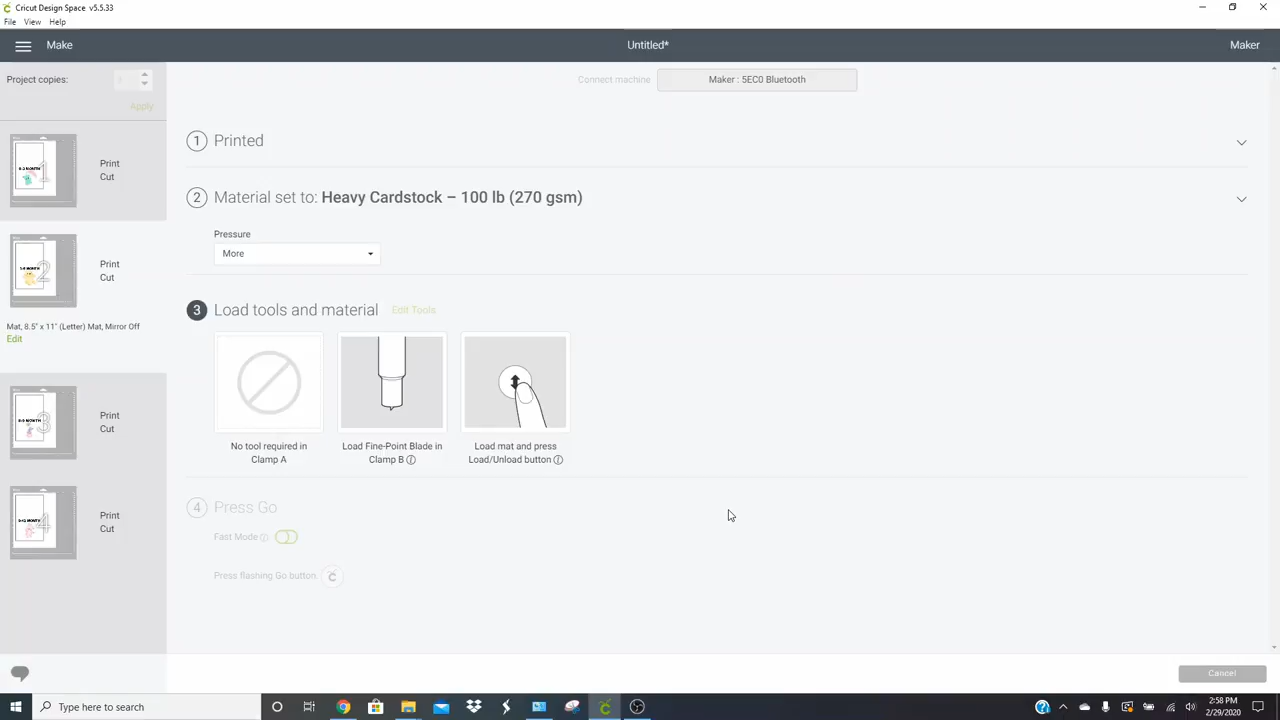 Cricut Design Space v5.5.33
File View Help
Make
Untitled*
Maker
Project copies:
Apply
Connect machine
Maker : 5EC0 Bluetooth
Print
Cut
Print
Cut
Mat, 8.5" x 11" (Letter) Mat, Mirror Off
Edit
Print
Cut
Print
Cut
1 Printed
2 Material set to: Heavy Cardstock – 100 lb (270 gsm)
Pressure
More
3 Load tools and material Edit Tools
No tool required in
Clamp A
Load Fine-Point Blade in
Clamp B
Load mat and press
Load/Unload button
4 Press Go
Fast Mode
Press flashing Go button.
Cancel
Type here to search
2:58 PM
2/29/2020